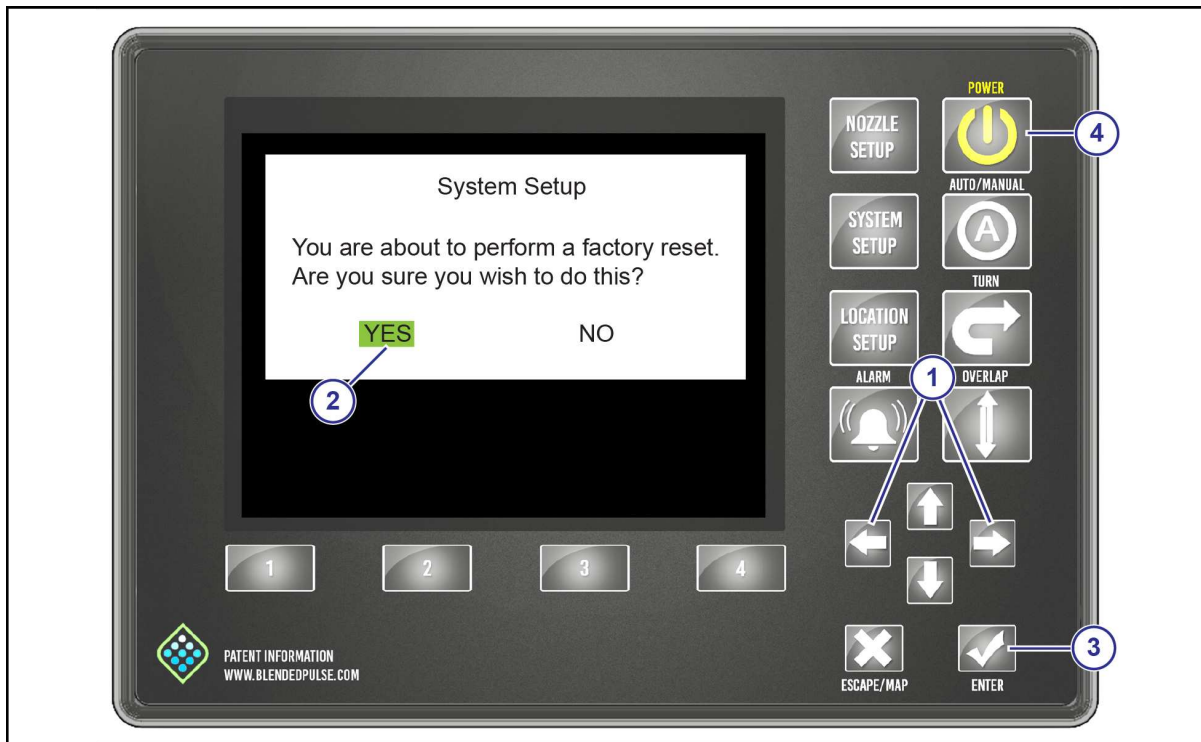 POWER
NOZZLE
SETUP
4
AUTO/MANUAL
System Setup
You are about to perform a factory reset.
Are you sure you wish to do this?
YES
NO
2
SYSTEM
SETUP
A
TURN
LOCATION
SETUP
ALARM
1
OVERLAP
1
2
3
4
3
ESCAPE/MAP
ENTER
PATENT INFORMATION
WWW.BLENDEDPULSE.COM